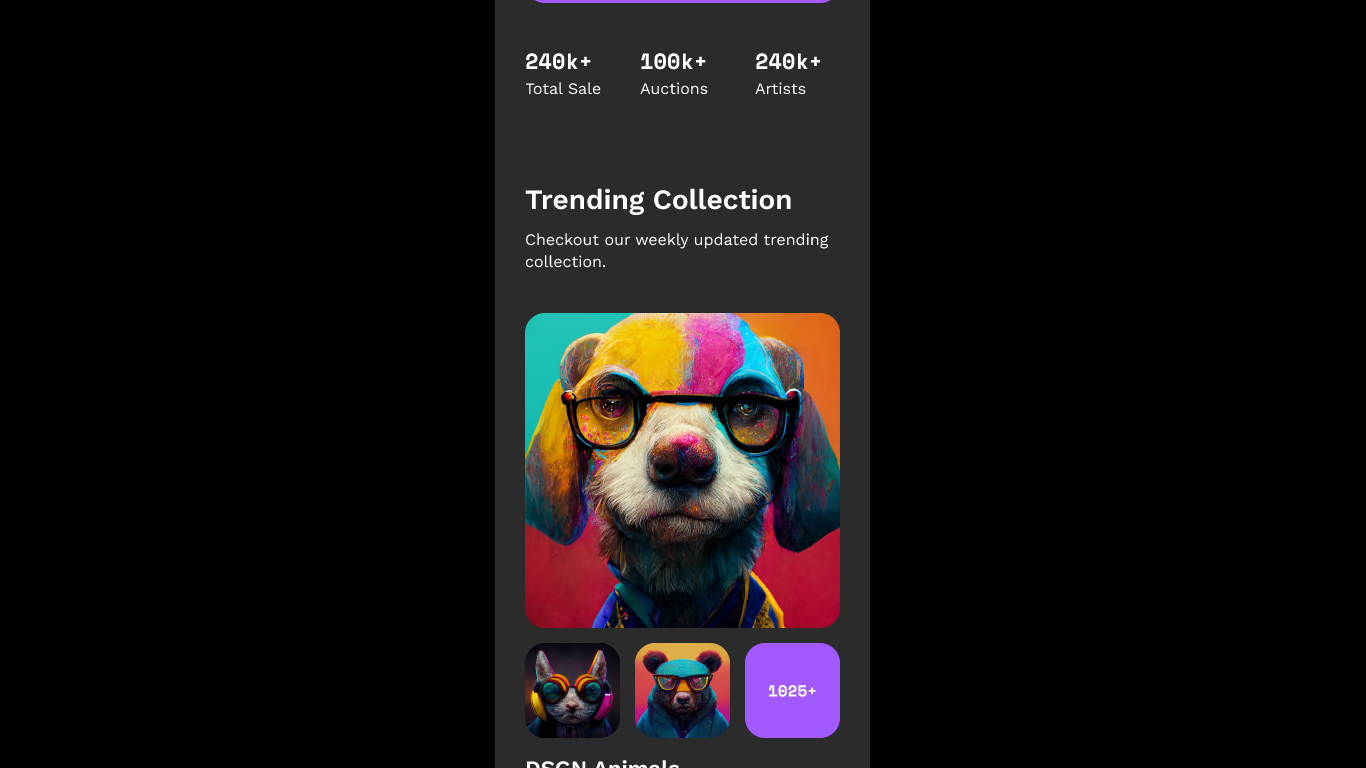 240k+ 100k+ 240k+
Total Sale Auctions Artists
Trending Collection
Checkout our weekly updated trending
collection.
1025+
DSGN Animals